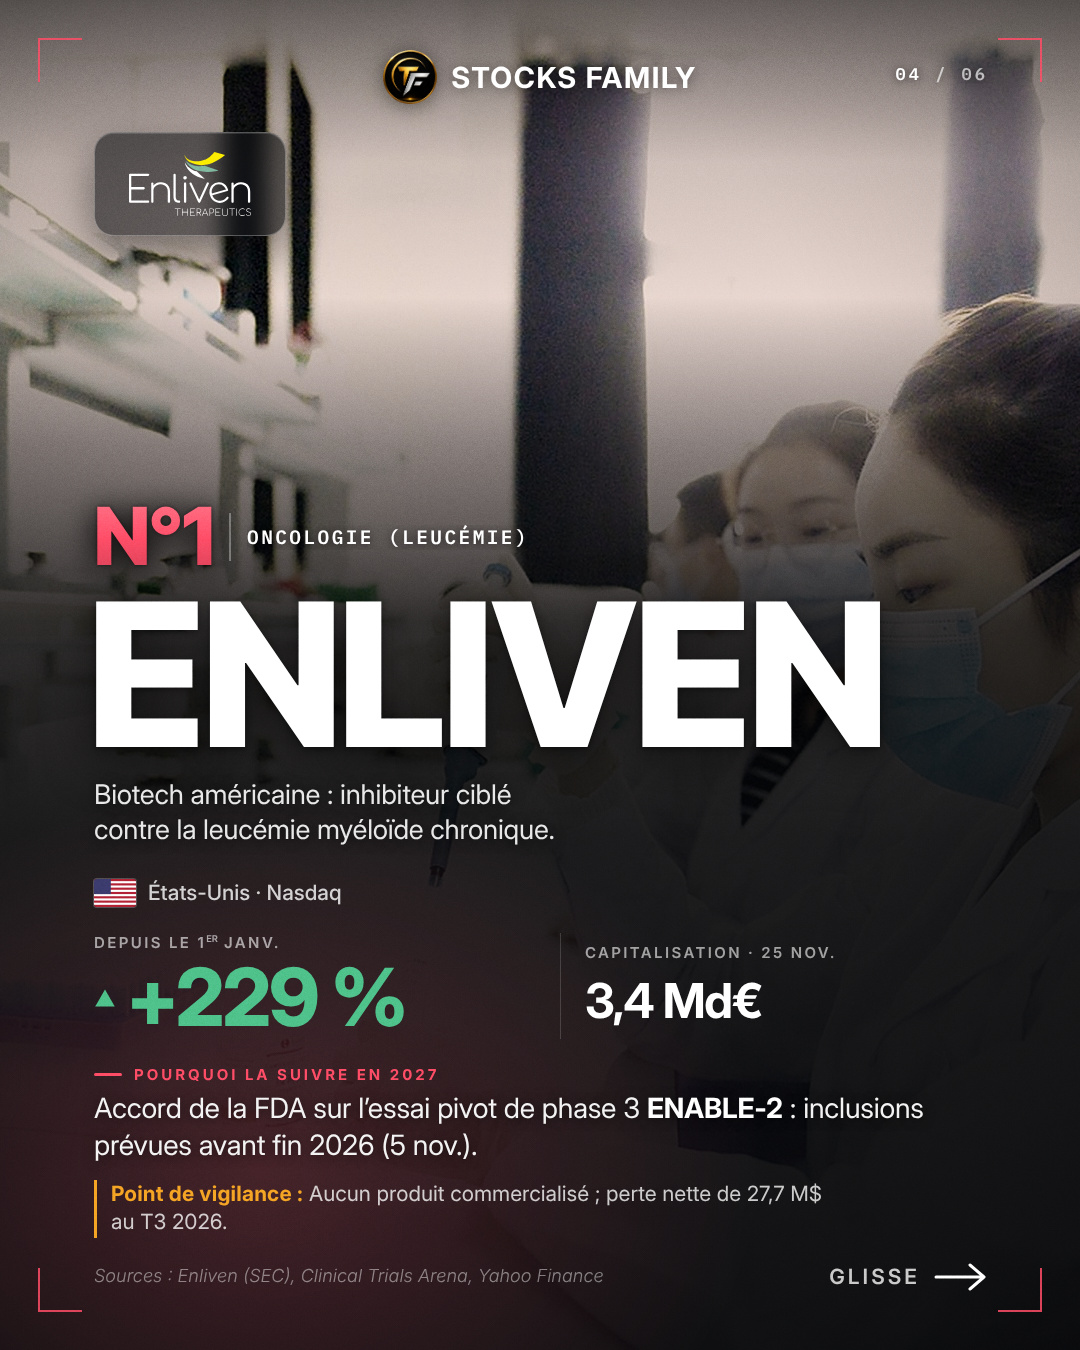 STOCKS FAMILY
04 / 06
Enliven
THERAPEUTICS
N°1
ONCOLOGIE (LEUCÉMIE)
ENLIVEN
Biotech américaine : inhibiteur ciblé
contre la leucémie myéloïde chronique.
États-Unis · Nasdaq
DEPUIS LE 1ER JANV.
▲ +229 %
CAPITALISATION · 25 NOV.
3,4 Md€
POURQUOI LA SUIVRE EN 2027
Accord de la FDA sur l’essai pivot de phase 3 ENABLE-2 : inclusions
prévues avant fin 2026 (5 nov.).
Point de vigilance : Aucun produit commercialisé ; perte nette de 27,7 M$
au T3 2026.
Sources : Enliven (SEC), Clinical Trials Arena, Yahoo Finance
GLISSE →